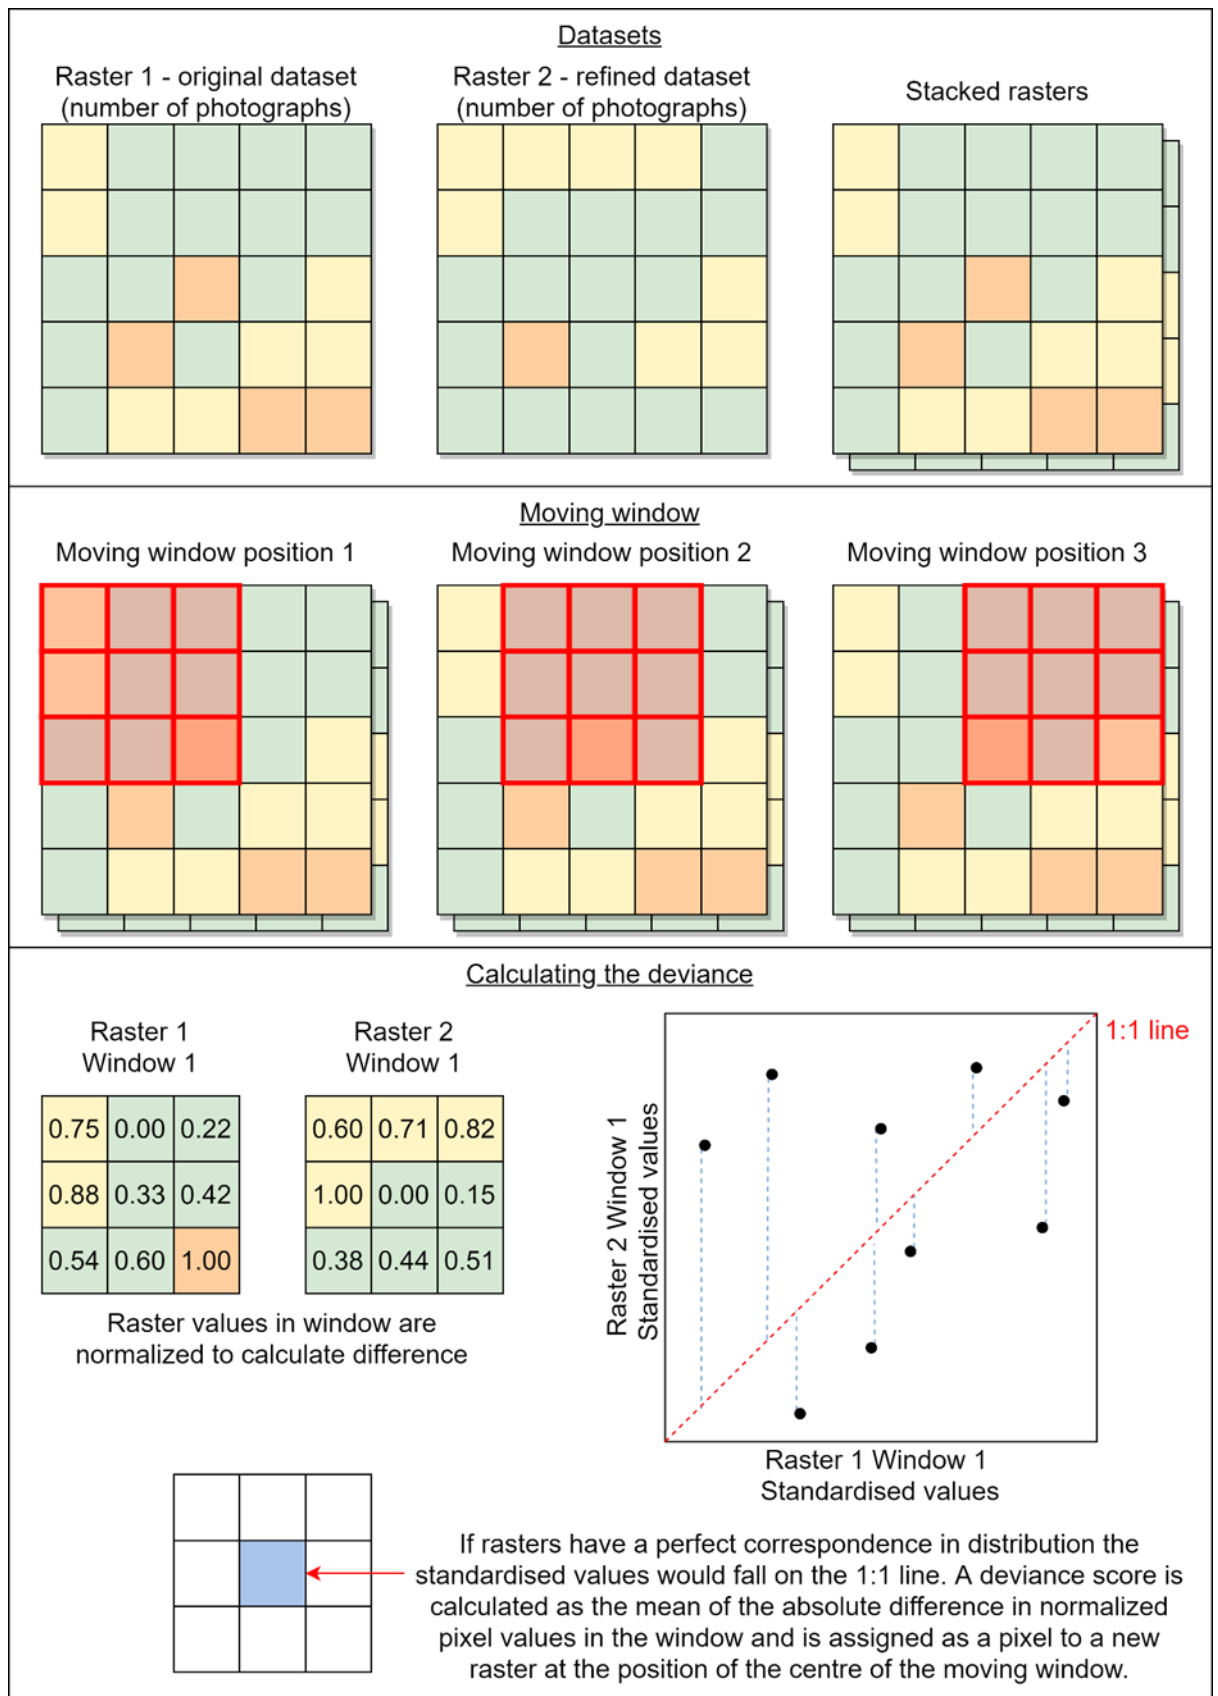 Datasets
Raster 1 - original dataset
(number of photographs)
Raster 2 - refined dataset
(number of photographs)
Stacked rasters
Moving window
Moving window position 1
Moving window position 2
Moving window position 3
Calculating the deviance
Raster 1
Window 1
0.75 0.00 0.22
0.88 0.33 0.42
0.54 0.60 1.00
Raster 2
Window 1
0.60 0.71 0.82
1.00 0.00 0.15
0.38 0.44 0.51
Raster values in window are
normalized to calculate difference
1:1 line
Raster 2 Window 1
Standardised values
Raster 1 Window 1
Standardised values
If rasters have a perfect correspondence in distribution the
standardised values would fall on the 1:1 line. A deviance score is
calculated as the mean of the absolute difference in normalized
pixel values in the window and is assigned as a pixel to a new
raster at the position of the centre of the moving window.